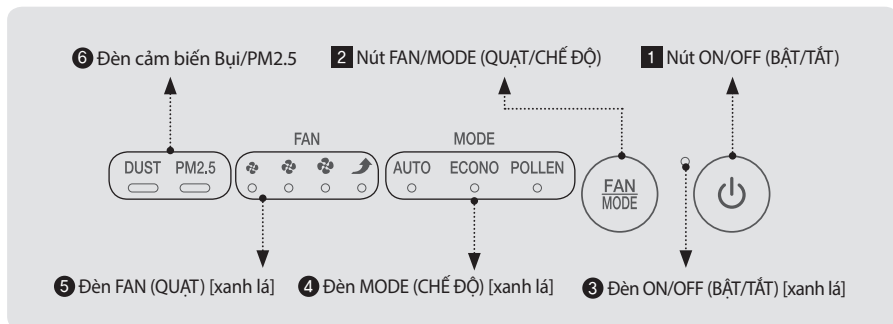 6 Đèn cảm biến Bụi/PM2.5
2 Nút FAN/MODE (QUẠT/CHẾ ĐỘ)
1 Nút ON/OFF (BẬT/TẮT)
FAN
MODE
DUST PM2.5
AUTO ECONO POLLEN
FAN
MODE
5 Đèn FAN (QUẠT) [xanh lá]
4 Đèn MODE (CHẾ ĐỘ) [xanh lá]
3 Đèn ON/OFF (BẬT/TẮT) [xanh lá]